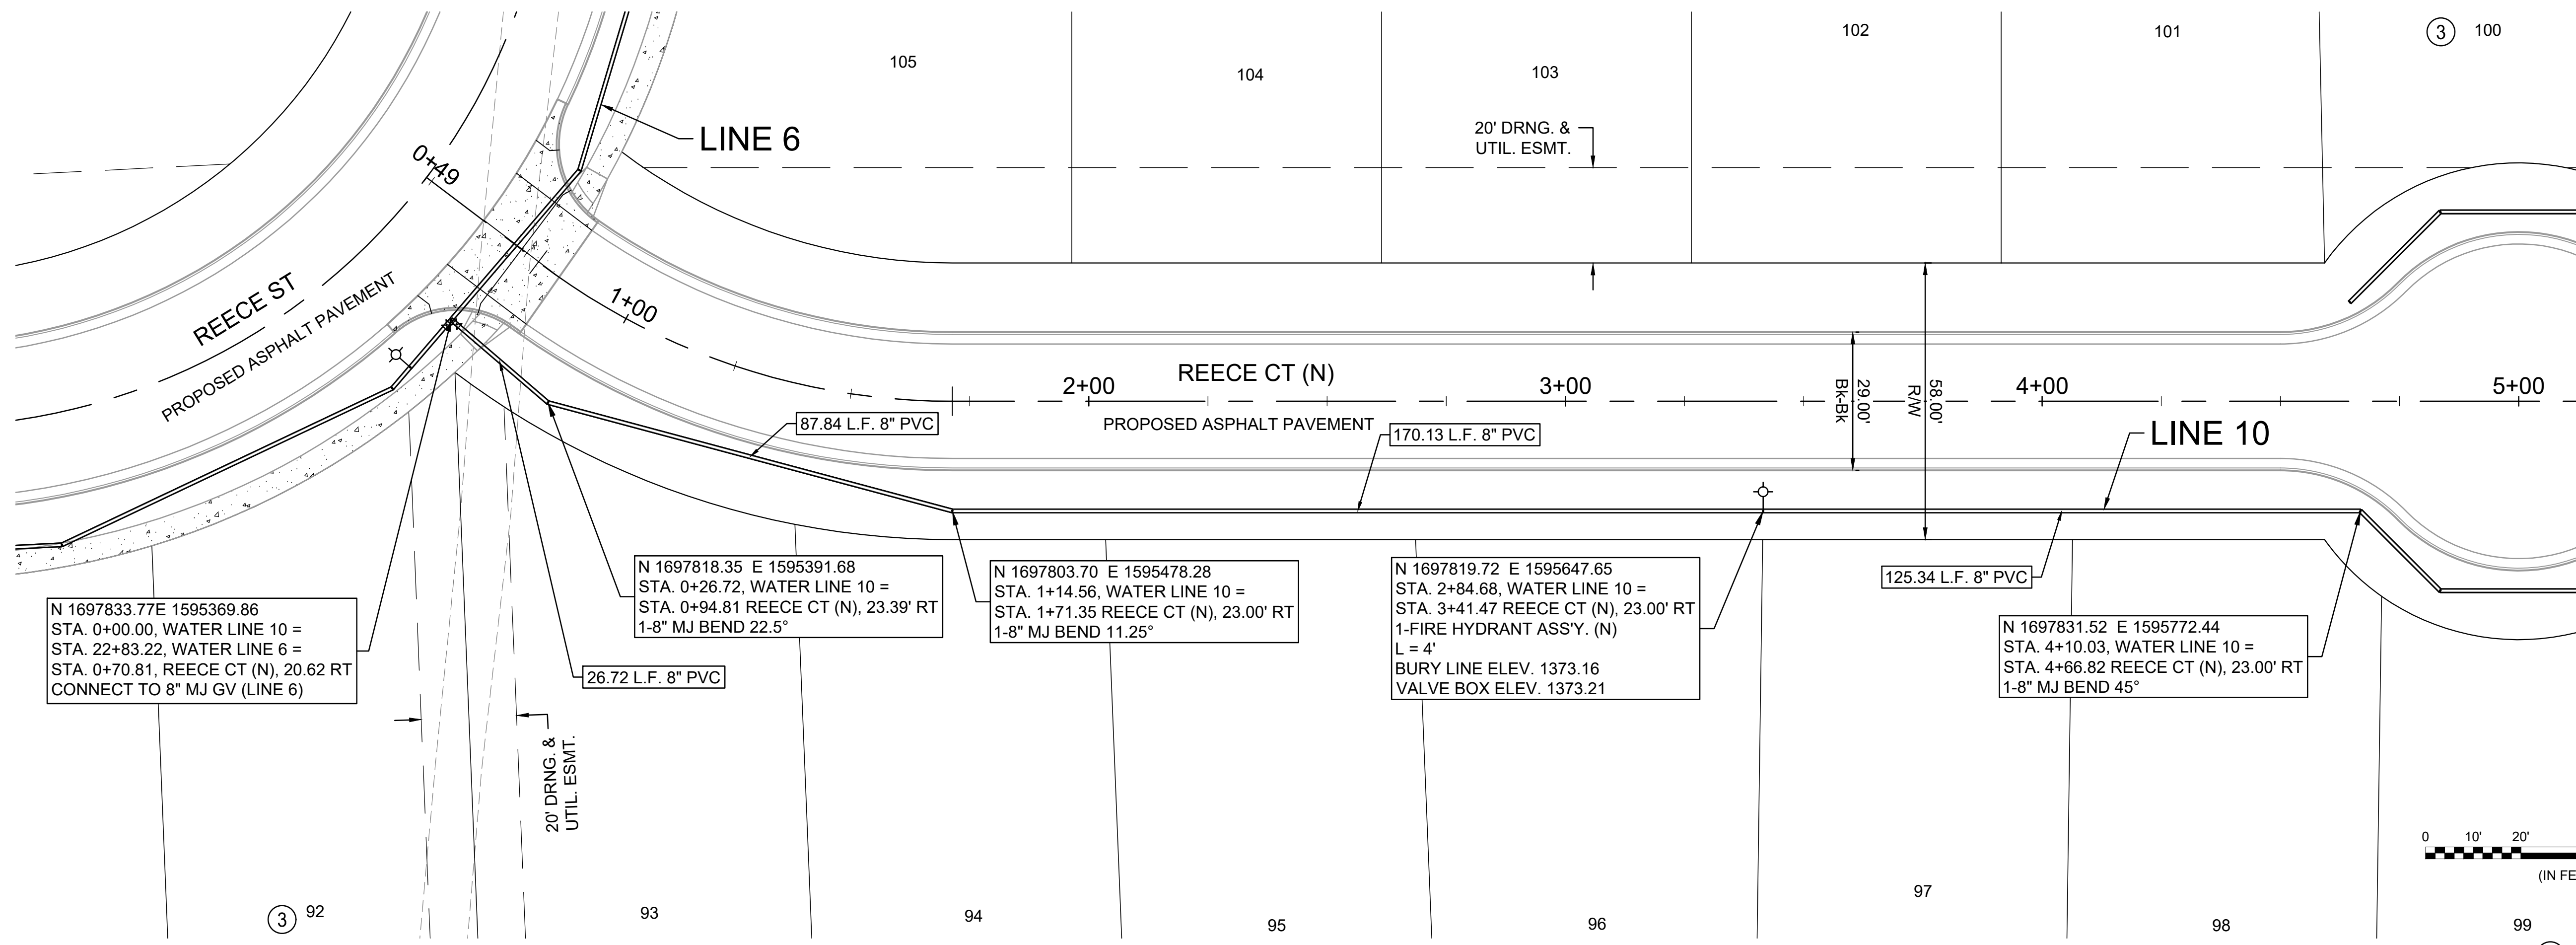 105
104
103
102
101
3
100
LINE 6
0+49
20' DRNG. &
UTIL. ESMT.
REECE ST
PROPOSED ASPHALT PAVEMENT
1+00
REECE CT (N)
2+00
3+00
4+00
5+00
PROPOSED ASPHALT PAVEMENT
29.00'
Bk-Bk
58.00'
R/W
87.84 L.F. 8" PVC
170.13 L.F. 8" PVC
LINE 10
N 1697833.77E 1595369.86
STA. 0+00.00, WATER LINE 10 =
STA. 22+83.22, WATER LINE 6 =
STA. 0+70.81, REECE CT (N), 20.62 RT
CONNECT TO 8" MJ GV (LINE 6)
N 1697818.35  E 1595391.68
STA. 0+26.72, WATER LINE 10 =
STA. 0+94.81 REECE CT (N), 23.39' RT
1-8" MJ BEND 22.5°
26.72 L.F. 8" PVC
N 1697803.70  E 1595478.28
STA. 1+14.56, WATER LINE 10 =
STA. 1+71.35 REECE CT (N), 23.00' RT
1-8" MJ BEND 11.25°
N 1697819.72  E 1595647.65
STA. 2+84.68, WATER LINE 10 =
STA. 3+41.47 REECE CT (N), 23.00' RT
1-FIRE HYDRANT ASS'Y. (N)
L = 4'
BURY LINE ELEV. 1373.16
VALVE BOX ELEV. 1373.21
125.34 L.F. 8" PVC
N 1697831.52  E 1595772.44
STA. 4+10.03, WATER LINE 10 =
STA. 4+66.82 REECE CT (N), 23.00' RT
1-8" MJ BEND 45°
20' DRNG. &
UTIL. ESMT.
0 10' 20'
(IN FE
3
92
93
94
95
96
97
98
99